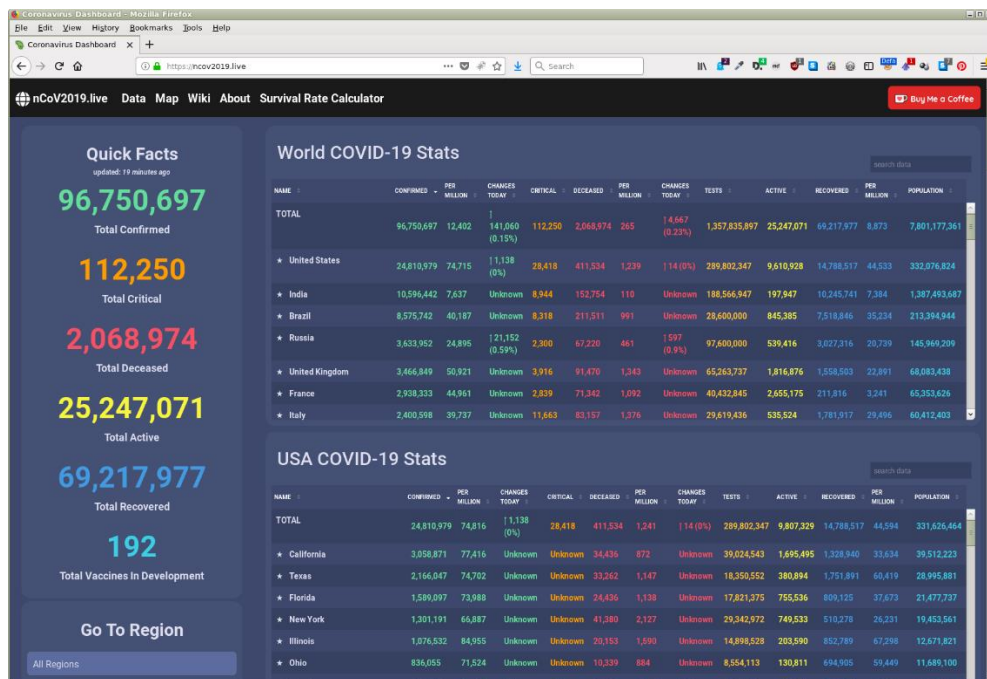 Coronavirus Dashboard - Mozilla Firefox
File Edit View History Bookmarks Tools Help
Coronavirus Dashboard
https://ncov2019.live
Search
nCoV2019.live Data Map Wiki About Survival Rate Calculator
Buy Me a Coffee
Quick Facts
updated: 19 minutes ago
96,750,697
Total Confirmed
112,250
Total Critical
2,068,974
Total Deceased
25,247,071
Total Active
69,217,977
Total Recovered
192
Total Vaccines In Development
Go To Region
All Regions
World COVID-19 Stats
search data
NAME CONFIRMED PER MILLION CHANGES TODAY CRITICAL DECEASED PER MILLION CHANGES TODAY TESTS ACTIVE RECOVERED PER MILLION POPULATION
TOTAL 96,750,697 12,402 141,060 (0.15%) 112,250 2,068,974 265 4,667 (0.23%) 1,357,835,897 25,247,071 69,217,977 8,873 7,801,177,361
★ United States 24,810,979 74,715 1,138 (0%) 28,418 411,534 1,239 14 (0%) 289,802,347 9,610,928 14,788,517 44,533 332,076,824
★ India 10,596,442 7,637 Unknown 8,944 152,754 110 Unknown 188,566,947 197,947 10,245,741 7,384 1,387,493,687
★ Brazil 8,575,742 40,187 Unknown 8,318 211,511 991 Unknown 28,600,000 845,385 7,518,846 35,234 213,394,944
★ Russia 3,633,952 24,895 21,152 (0.59%) 2,300 67,220 461 597 (0.9%) 97,600,000 539,416 3,027,316 20,739 145,969,209
★ United Kingdom 3,466,849 50,921 Unknown 3,916 91,470 1,343 Unknown 65,263,737 1,816,876 1,558,503 22,891 68,083,438
★ France 2,938,333 44,961 Unknown 2,839 71,342 1,092 Unknown 40,432,845 2,655,175 211,816 3,241 65,353,626
★ Italy 2,400,598 39,737 Unknown 11,663 83,157 1,376 Unknown 29,619,436 535,524 1,781,917 29,496 60,412,403
USA COVID-19 Stats
search data
NAME CONFIRMED PER MILLION CHANGES TODAY CRITICAL DECEASED PER MILLION CHANGES TODAY TESTS ACTIVE RECOVERED PER MILLION POPULATION
TOTAL 24,810,979 74,816 1,138 (0%) 28,418 411,534 1,241 14 (0%) 289,802,347 9,807,329 14,788,517 44,594 331,626,464
★ California 3,058,871 77,416 Unknown Unknown 34,436 872 Unknown 39,024,543 1,695,495 1,328,940 33,634 39,512,223
★ Texas 2,166,047 74,702 Unknown Unknown 33,262 1,147 Unknown 18,350,552 380,894 1,751,891 60,419 28,995,881
★ Florida 1,589,097 73,988 Unknown Unknown 24,436 1,138 Unknown 17,821,375 755,536 809,125 37,673 21,477,737
★ New York 1,301,191 66,887 Unknown Unknown 41,380 2,127 Unknown 29,342,972 749,533 510,278 26,231 19,453,561
★ Illinois 1,076,532 84,955 Unknown Unknown 20,153 1,590 Unknown 14,898,528 203,590 852,789 67,298 12,671,821
★ Ohio 836,055 71,524 Unknown Unknown 10,339 884 Unknown 8,554,113 130,811 694,905 59,449 11,689,100